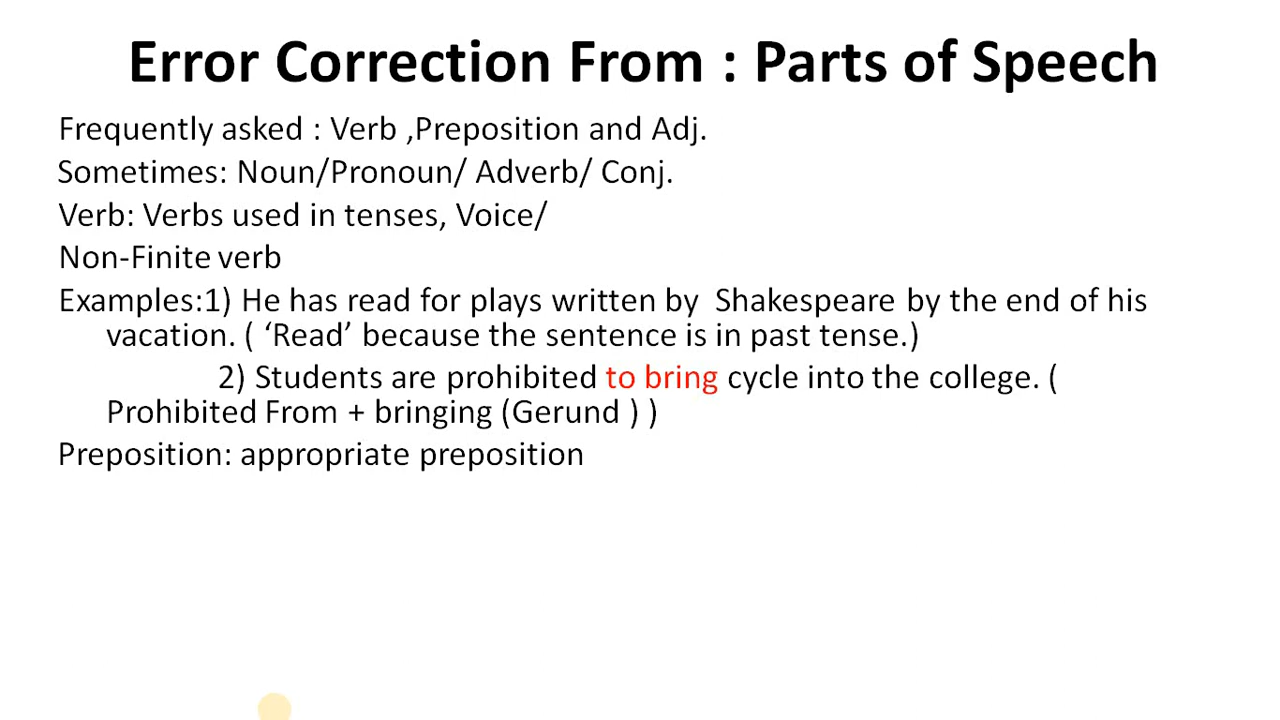 Error Correction From : Parts of Speech
Frequently asked : Verb ,Preposition and Adj.
Sometimes: Noun/Pronoun/ Adverb/ Conj.
Verb: Verbs used in tenses, Voice/
Non-Finite verb
Examples:1) He has read for plays written by  Shakespeare by the end of his
vacation. ( ‘Read’ because the sentence is in past tense.)
2) Students are prohibited to bring cycle into the college. (
Prohibited From + bringing (Gerund ) )
Preposition: appropriate preposition